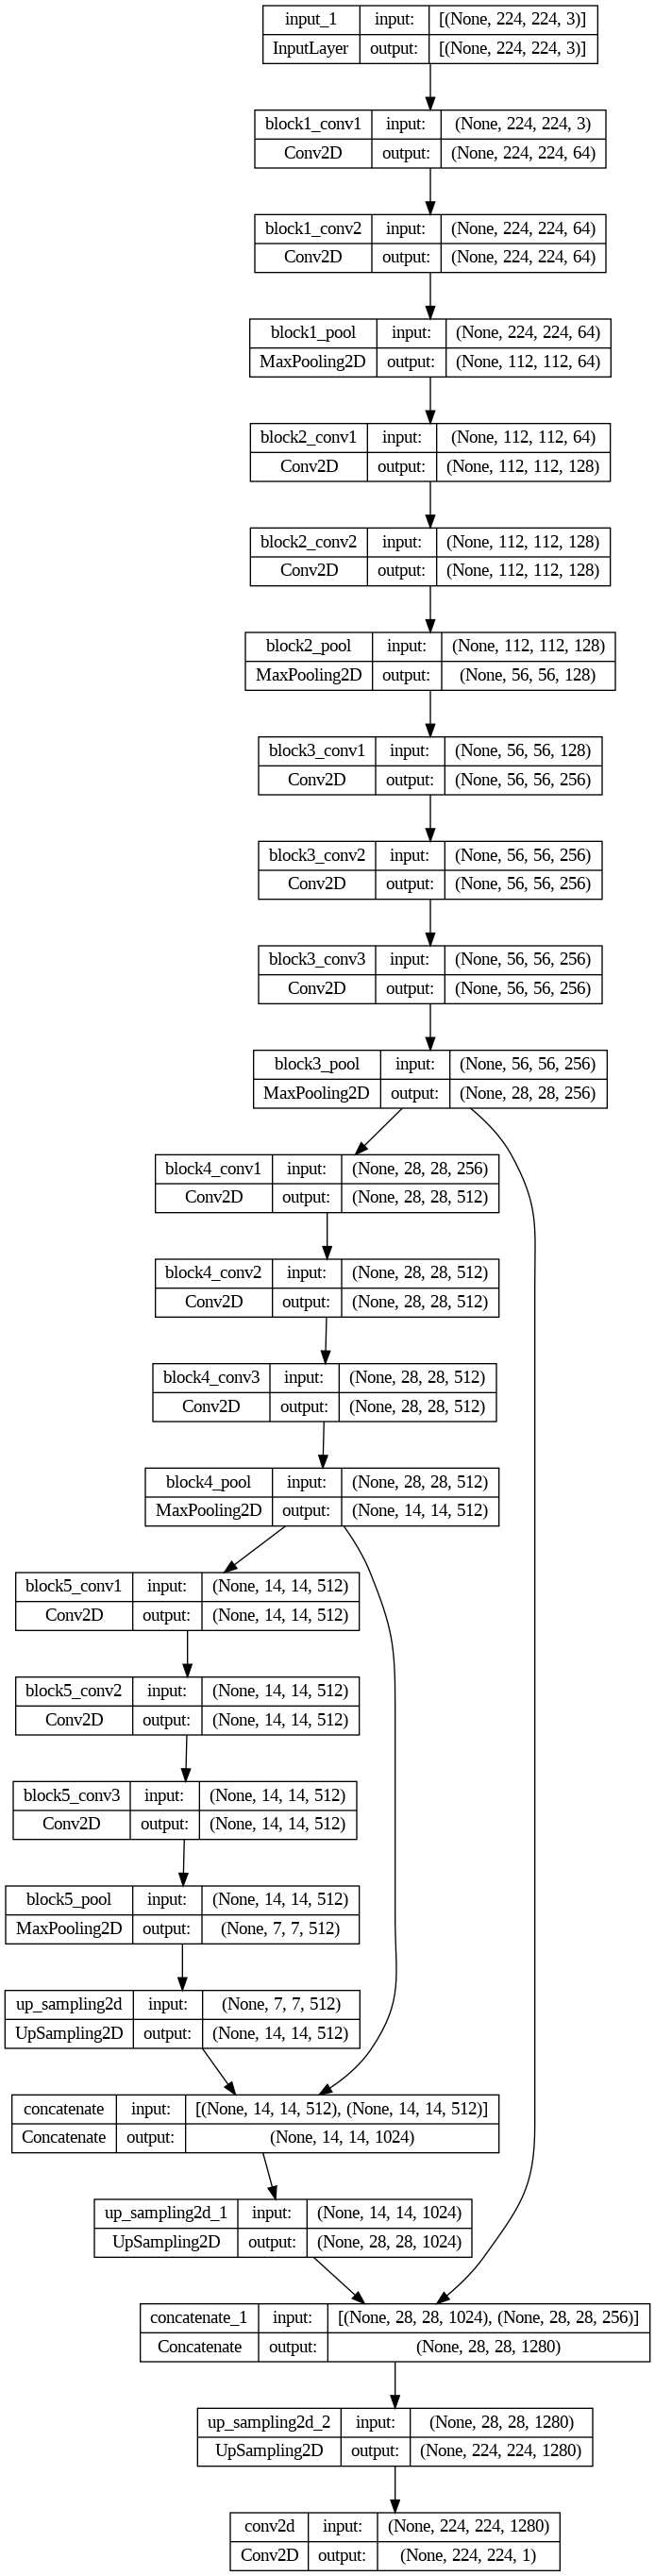 input_1 input: [(None, 224, 224, 3)]
InputLayer output: [(None, 224, 224, 3)]
block1_conv1 input: (None, 224, 224, 3)
Conv2D output: (None, 224, 224, 64)
block1_conv2 input: (None, 224, 224, 64)
Conv2D output: (None, 224, 224, 64)
block1_pool input: (None, 224, 224, 64)
MaxPooling2D output: (None, 112, 112, 64)
block2_conv1 input: (None, 112, 112, 64)
Conv2D output: (None, 112, 112, 128)
block2_conv2 input: (None, 112, 112, 128)
Conv2D output: (None, 112, 112, 128)
block2_pool input: (None, 112, 112, 128)
MaxPooling2D output: (None, 56, 56, 128)
block3_conv1 input: (None, 56, 56, 128)
Conv2D output: (None, 56, 56, 256)
block3_conv2 input: (None, 56, 56, 256)
Conv2D output: (None, 56, 56, 256)
block3_conv3 input: (None, 56, 56, 256)
Conv2D output: (None, 56, 56, 256)
block3_pool input: (None, 56, 56, 256)
MaxPooling2D output: (None, 28, 28, 256)
block4_conv1 input: (None, 28, 28, 256)
Conv2D output: (None, 28, 28, 512)
block4_conv2 input: (None, 28, 28, 512)
Conv2D output: (None, 28, 28, 512)
block4_conv3 input: (None, 28, 28, 512)
Conv2D output: (None, 28, 28, 512)
block4_pool input: (None, 28, 28, 512)
MaxPooling2D output: (None, 14, 14, 512)
block5_conv1 input: (None, 14, 14, 512)
Conv2D output: (None, 14, 14, 512)
block5_conv2 input: (None, 14, 14, 512)
Conv2D output: (None, 14, 14, 512)
block5_conv3 input: (None, 14, 14, 512)
Conv2D output: (None, 14, 14, 512)
block5_pool input: (None, 14, 14, 512)
MaxPooling2D output: (None, 7, 7, 512)
up_sampling2d input: (None, 7, 7, 512)
UpSampling2D output: (None, 14, 14, 512)
concatenate input: [(None, 14, 14, 512), (None, 14, 14, 512)]
Concatenate output: (None, 14, 14, 1024)
up_sampling2d_1 input: (None, 14, 14, 1024)
UpSampling2D output: (None, 28, 28, 1024)
concatenate_1 input: [(None, 28, 28, 1024), (None, 28, 28, 256)]
Concatenate output: (None, 28, 28, 1280)
up_sampling2d_2 input: (None, 28, 28, 1280)
UpSampling2D output: (None, 224, 224, 1280)
conv2d input: (None, 224, 224, 1280)
Conv2D output: (None, 224, 224, 1)